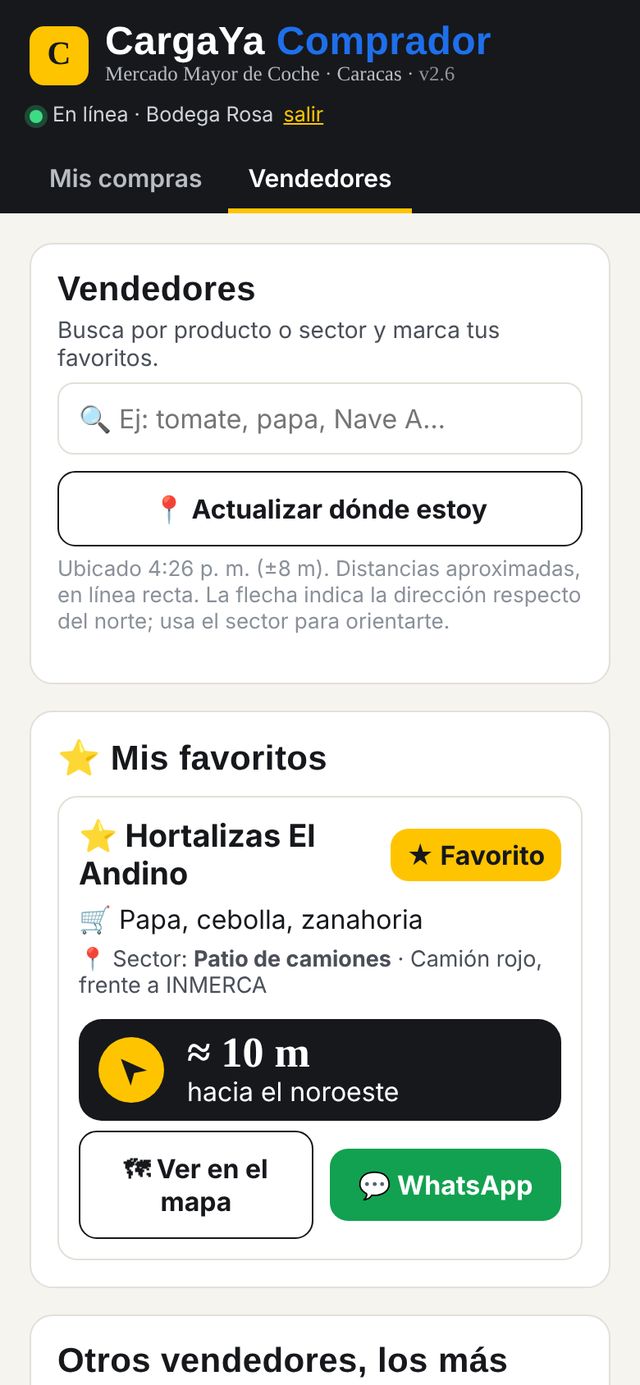 C
CargaYa Comprador
Mercado Mayor de Coche · Caracas · v2.6
En línea · Bodega Rosa salir
Mis compras Vendedores
Vendedores
Busca por producto o sector y marca tus
favoritos.
🔍 Ej: tomate, papa, Nave A...
📍 Actualizar dónde estoy
Ubicado 4:26 p. m. (±8 m). Distancias aproximadas,
en línea recta. La flecha indica la dirección respecto
del norte; usa el sector para orientarte.
⭐ Mis favoritos
⭐ Hortalizas El
Andino
★ Favorito
🛒 Papa, cebolla, zanahoria
📍 Sector: Patio de camiones · Camión rojo,
frente a INMERCA
≈ 10 m
hacia el noroeste
🗺 Ver en el
mapa
💬 WhatsApp
Otros vendedores, los más